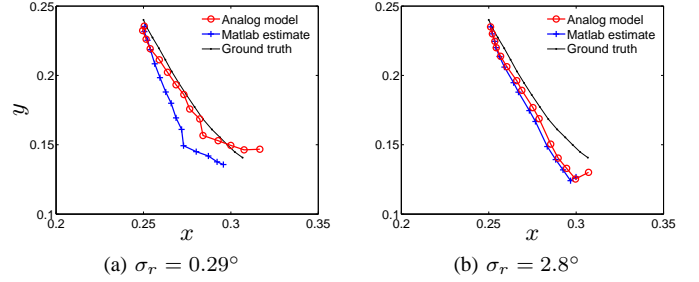 Analog model
Matlab estimate
Ground truth
0.25
0.2
0.15
0.1
y
0.2
0.25
0.3
0.35
x
(a) σr = 0.29°
Analog model
Matlab estimate
Ground truth
0.25
0.2
0.15
0.1
0.2
0.25
0.3
0.35
x
(b) σr = 2.8°